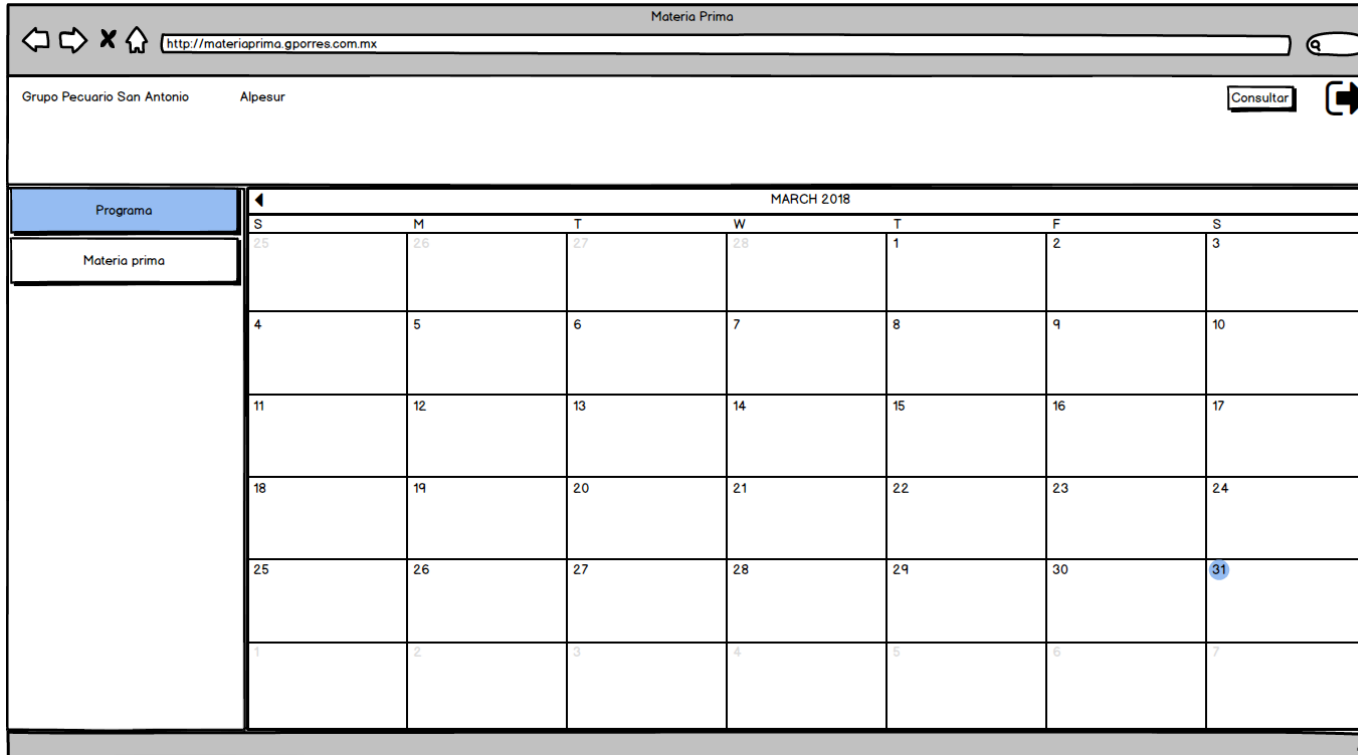 Materia Prima
http://materiaprima.gporres.com.mx
Grupo Pecuario San Antonio Alpesur Consultar
Programa
Materia prima
MARCH 2018
S M T W T F S
25 26 27 28 1 2 3
4 5 6 7 8 9 10
11 12 13 14 15 16 17
18 19 20 21 22 23 24
25 26 27 28 29 30 31
1 2 3 4 5 6 7